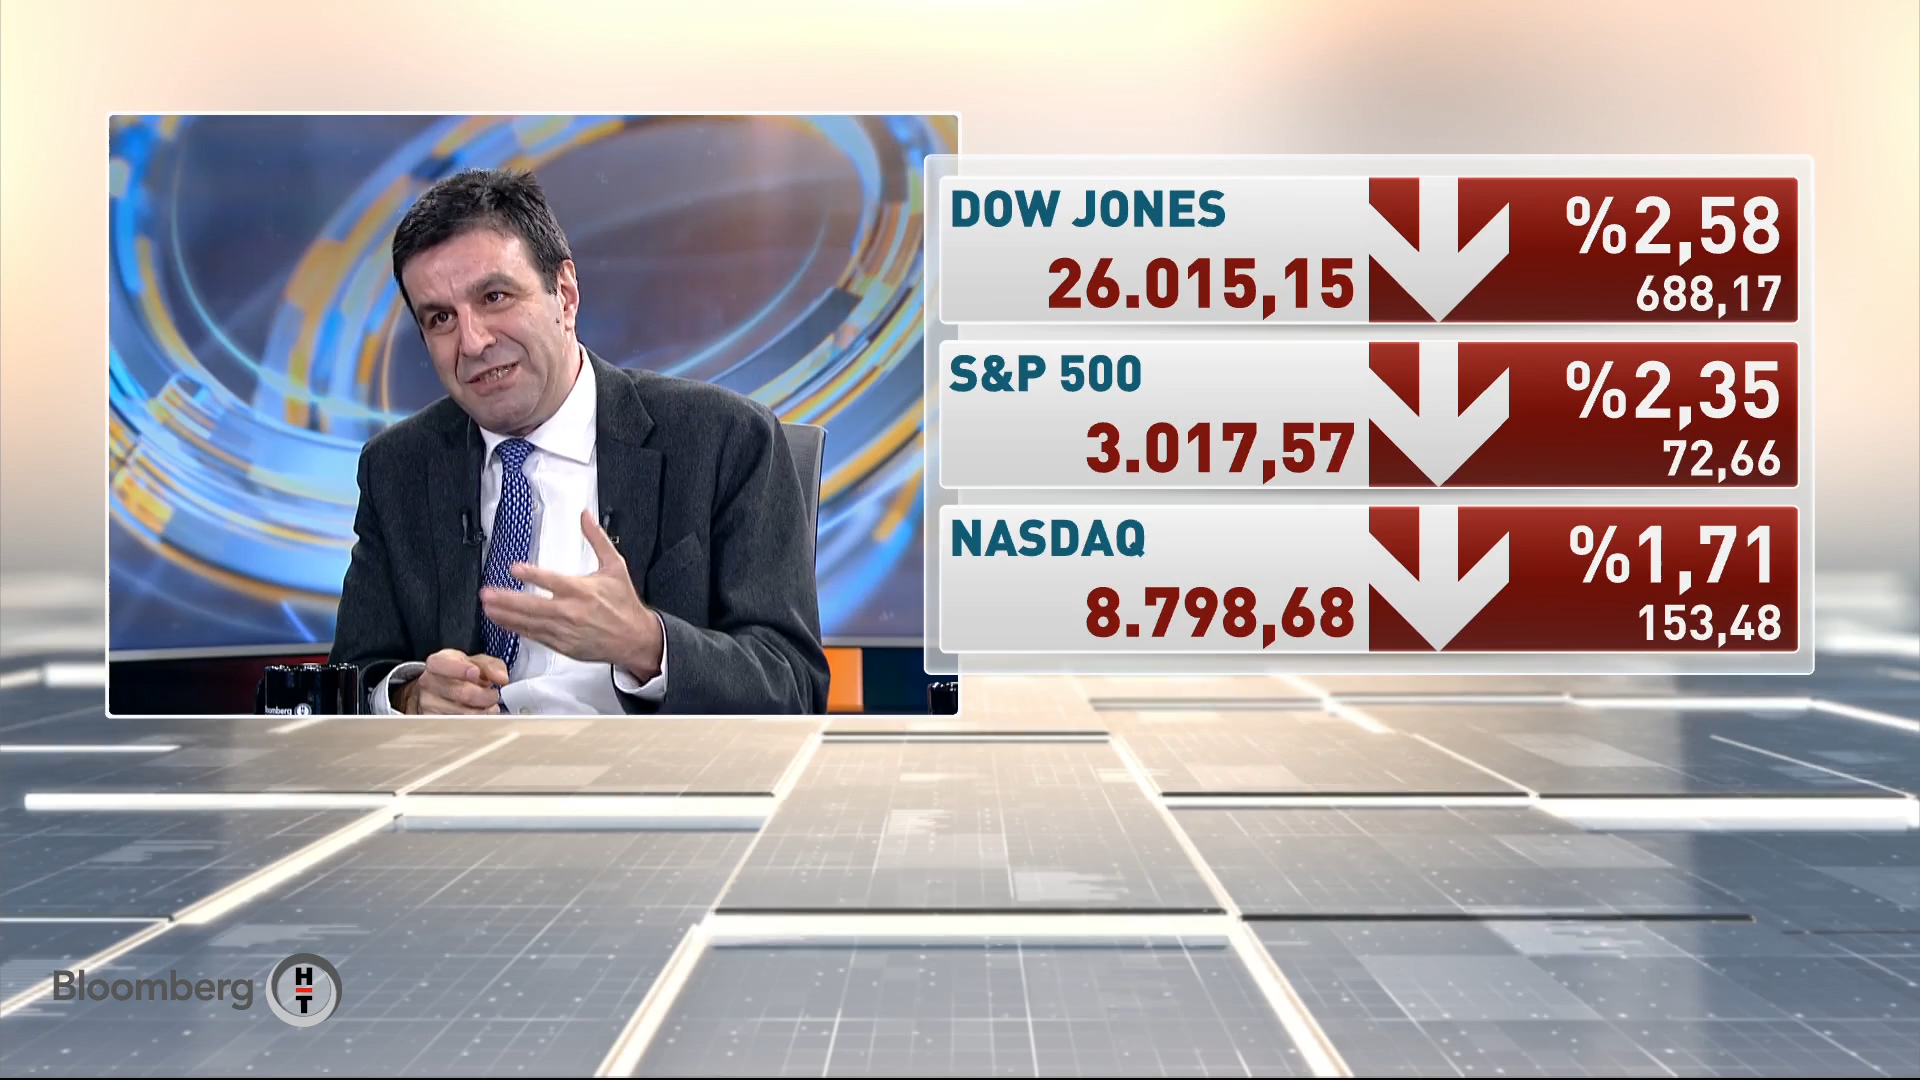 DOW JONES
26.015,15
%2,58
688,17
S&P 500
3.017,57
%2,35
72,66
NASDAQ
8.798,68
%1,71
153,48
Bloomberg HT